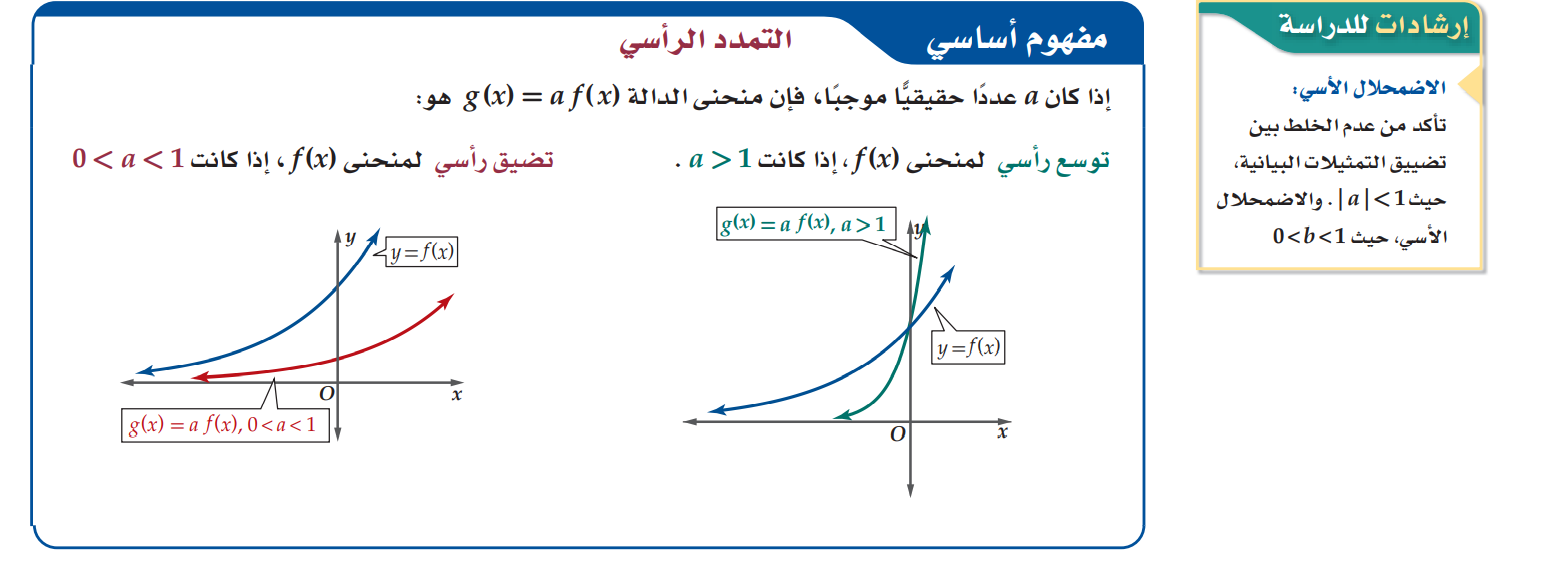 مفهوم أساسي
التمدد الرأسي
إذا كان a عددًا حقيقيًّا موجبًا، فإن منحنى الدالة g(x) = a f(x) هو:
توسع رأسي لمنحنى f(x)، إذا كانت a > 1 .
تضيق رأسي لمنحنى f(x)، إذا كانت 0 < a < 1
g(x) = a f(x), a > 1
y
y = f(x)
O
x
y
y = f(x)
O
x
g(x) = a f(x), 0 < a < 1
إرشادات للدراسة
الاضمحلال الأسي:
تأكد من عدم الخلط بين
تضييق التمثيلات البيانية،
حيث |a| < 1. والاضمحلال
الأسي، حيث 0 < b < 1